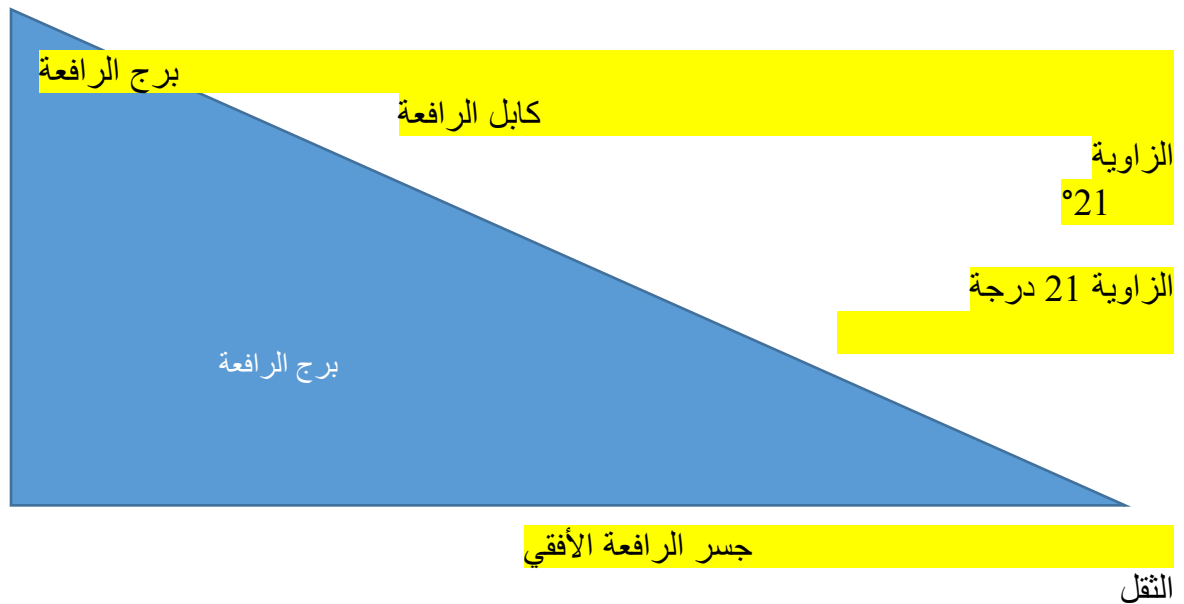 برج الرافعة
كابل الرافعة
الزاوية
21°
الزاوية 21 درجة
برج الرافعة
جسر الرافعة الأفقي
الثقل